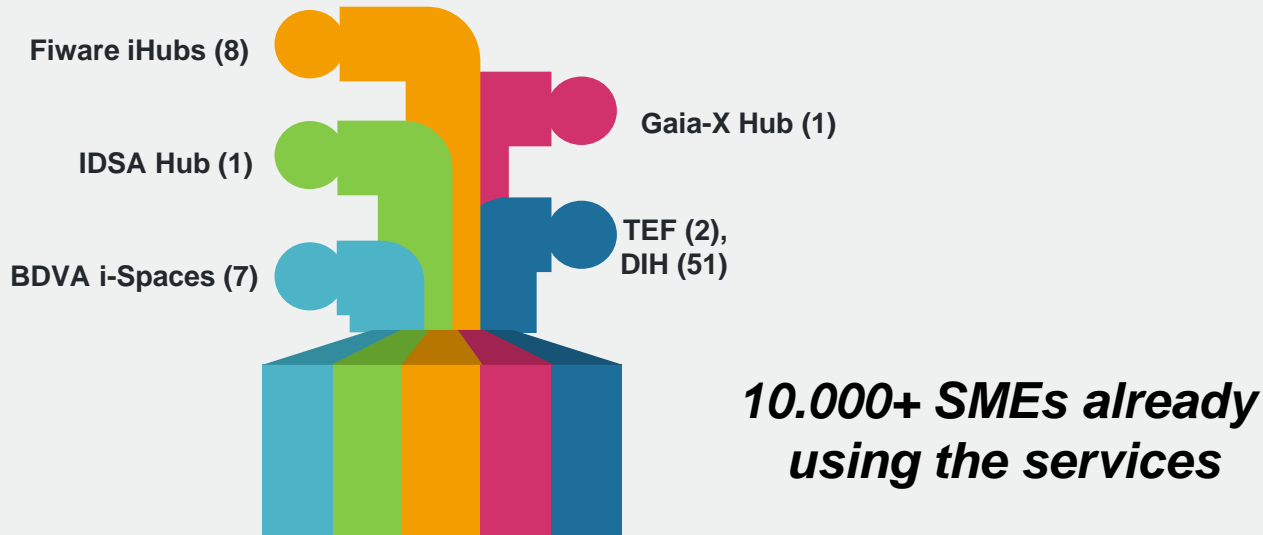 Fiware iHubs (8)
Gaia-X Hub (1)
IDSA Hub (1)
TEF (2),
DIH (51)
BDVA i-Spaces (7)
10.000+ SMEs already
using the services